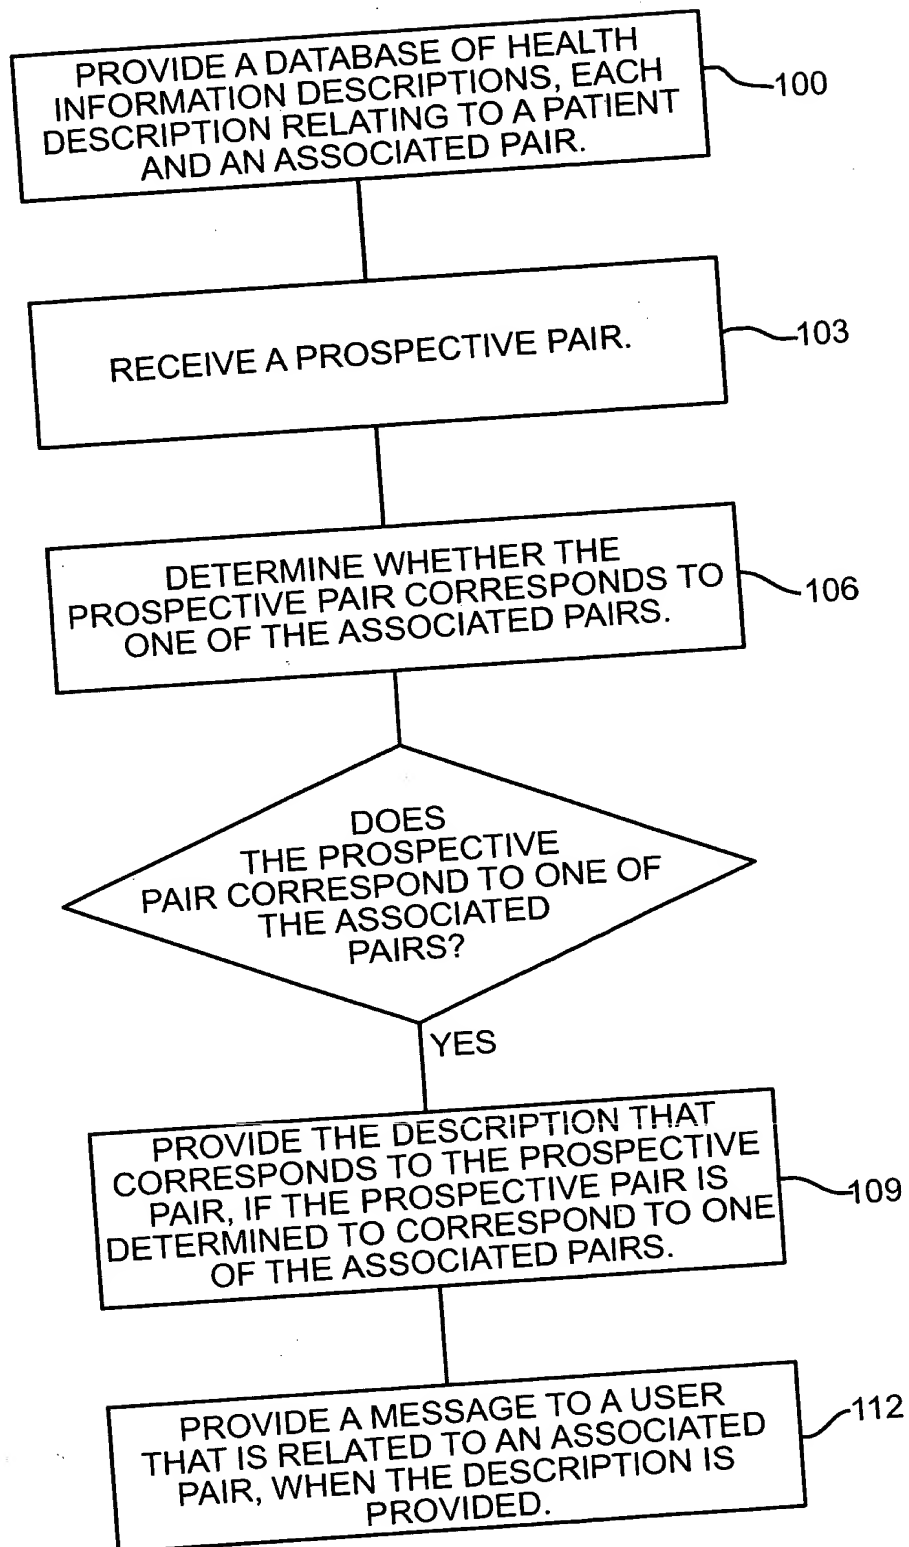 PROVIDE A DATABASE OF HEALTH
INFORMATION DESCRIPTIONS, EACH
DESCRIPTION RELATING TO A PATIENT
AND AN ASSOCIATED PAIR.
100
RECEIVE A PROSPECTIVE PAIR.
103
DETERMINE WHETHER THE
PROSPECTIVE PAIR CORRESPONDS TO
ONE OF THE ASSOCIATED PAIRS.
106
DOES
THE PROSPECTIVE
PAIR CORRESPOND TO ONE OF
THE ASSOCIATED
PAIRS?
YES
PROVIDE THE DESCRIPTION THAT
CORRESPONDS TO THE PROSPECTIVE
PAIR, IF THE PROSPECTIVE PAIR IS
DETERMINED TO CORRESPOND TO ONE
OF THE ASSOCIATED PAIRS.
109
PROVIDE A MESSAGE TO A USER
THAT IS RELATED TO AN ASSOCIATED
PAIR, WHEN THE DESCRIPTION IS
PROVIDED.
112